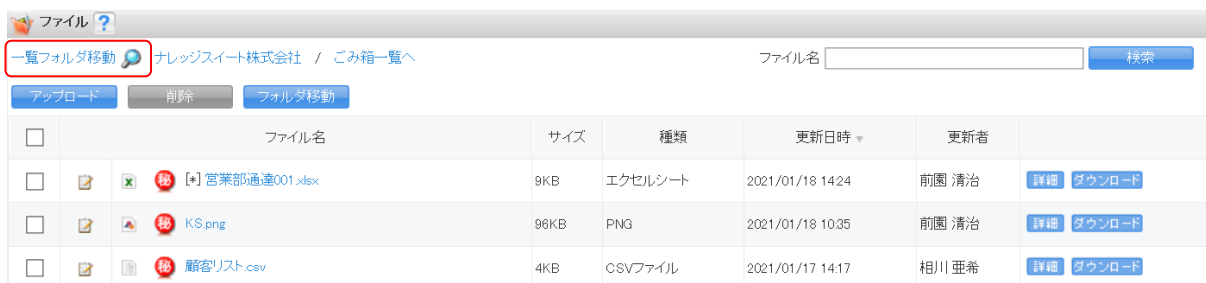 ファイル ?
一覧フォルダ移動 ナレッジスイート株式会社 / ごみ箱一覧へ ファイル名 検索
アップロード 削除 フォルダ移動
ファイル名 サイズ 種類 更新日時 更新者
秘 [*] 営業部通達001.xlsx 9KB エクセルシート 2021/01/18 14:24 前園 清治 詳細 ダウンロード
秘 KS.png 96KB PNG 2021/01/18 10:35 前園 清治 詳細 ダウンロード
秘 顧客リスト.csv 4KB CSVファイル 2021/01/17 14:17 相川 亜希 詳細 ダウンロード